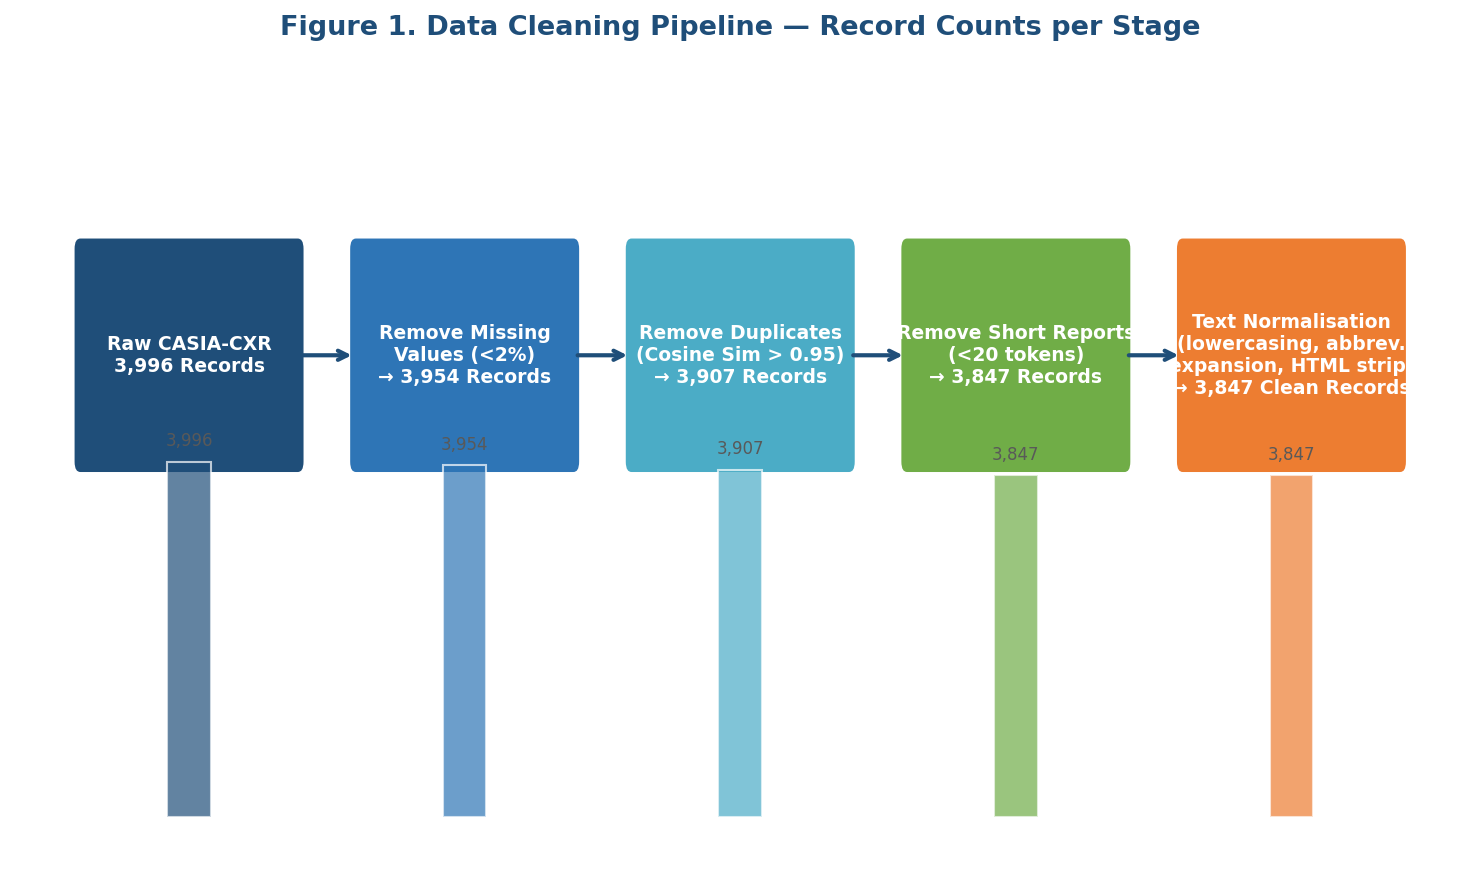 Figure 1. Data Cleaning Pipeline — Record Counts per Stage
Raw CASIA-CXR
3,996 Records
Remove Missing
Values (<2%)
→ 3,954 Records
Remove Duplicates
(Cosine Sim > 0.95)
→ 3,907 Records
Remove Short Reports
(<20 tokens)
→ 3,847 Records
Text Normalisation
(lowercasing, abbrev.
expansion, HTML strip
→ 3,847 Clean Records
3,996
3,954
3,907
3,847
3,847